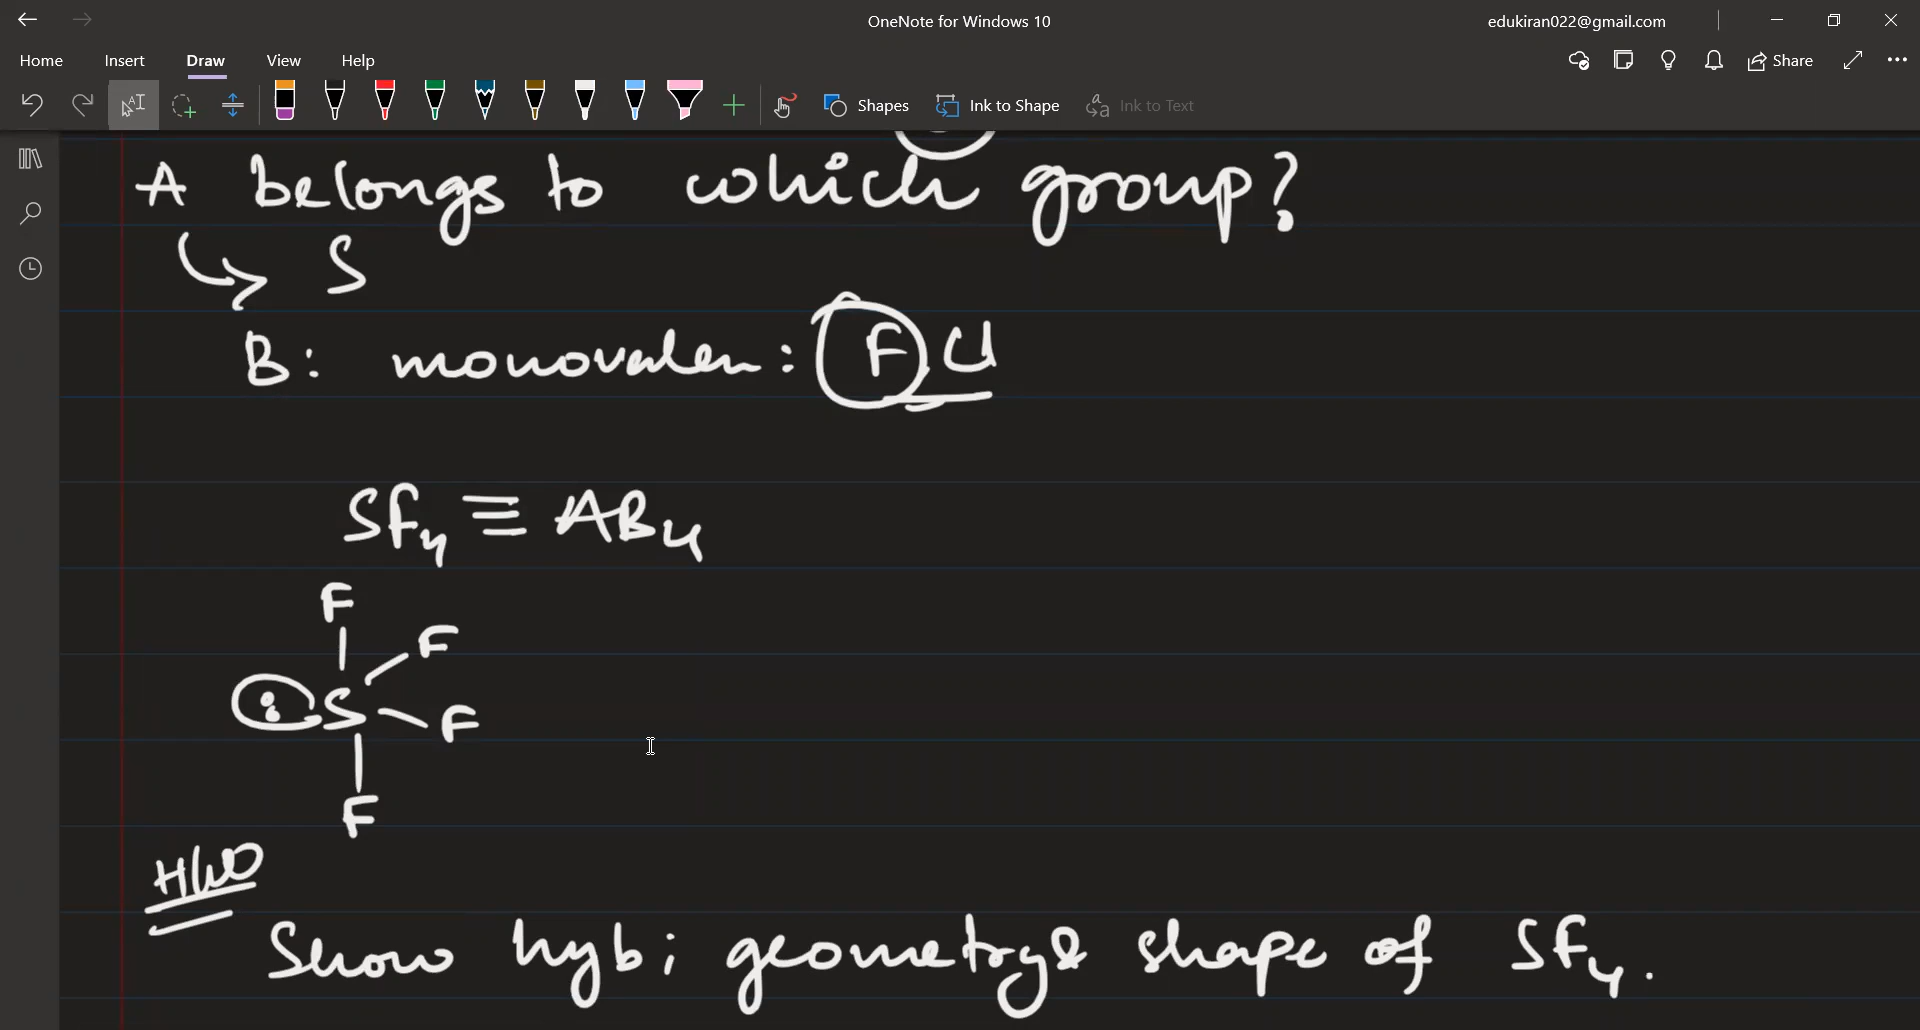 OneNote for Windows 10
edukiran022@gmail.com
Home Insert Draw View Help
Share
Shapes Ink to Shape Ink to Text
A belongs to which group?
↳ S
B: monovalen: F, Cl
SF4 ≡ AB4
F
F
:S
F
F
HW
Show hyb; geometry & shape of SF4.